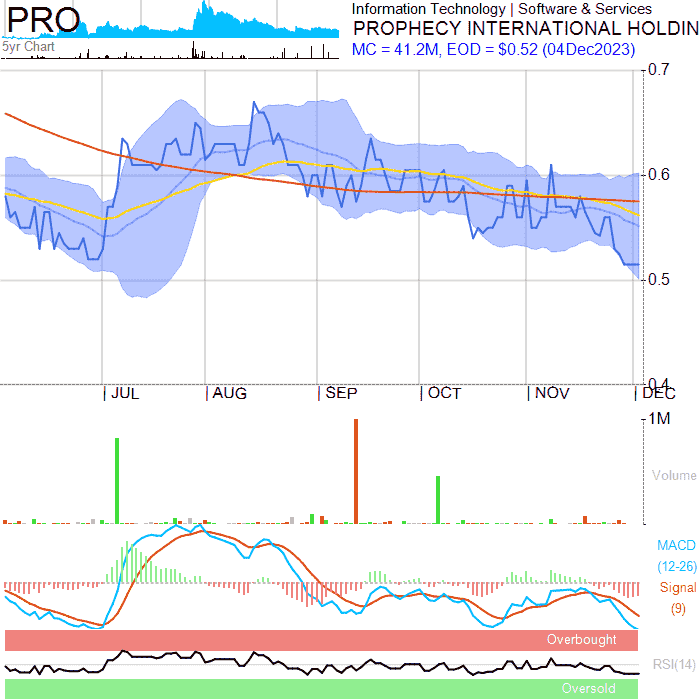 PRO
Information Technology | Software & Services
PROPHECY INTERNATIONAL HOLDIN
5yr Chart
MC = 41.2M, EOD = $0.52 (04Dec2023)
0.7
0.6
0.5
0.4
JUL AUG SEP OCT NOV DEC
1M
Volume
MACD
(12-26)
Signal
(9)
Overbought
RSI(14)
Oversold